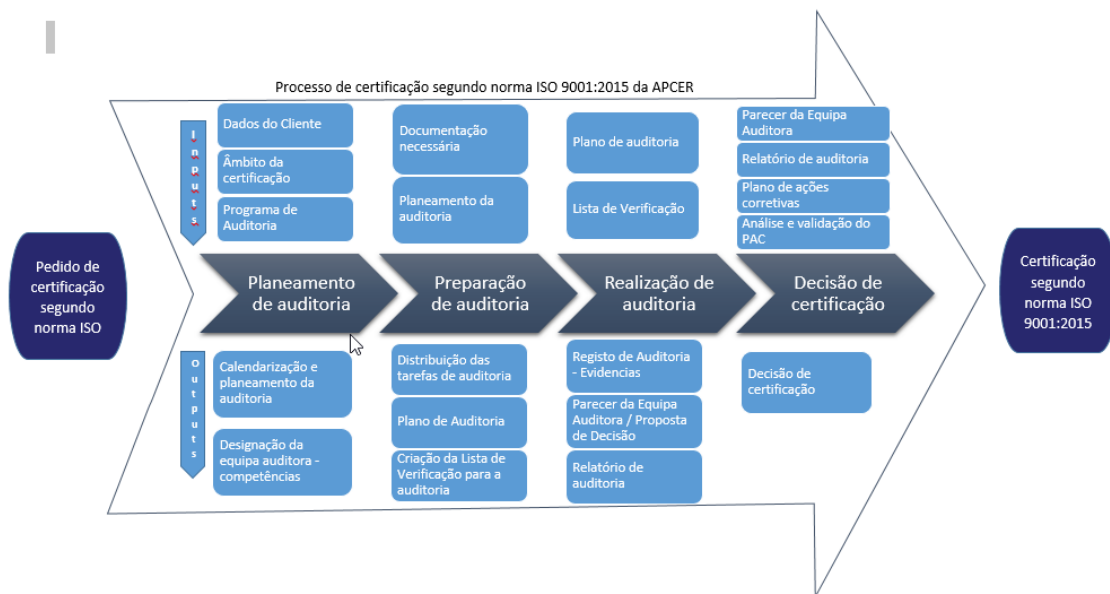 Processo de certificação segundo norma ISO 9001:2015 da APCER
Inputs
Dados do Cliente
Âmbito da
certificação
Programa de
Auditoria
Documentação
necessária
Planeamento da
auditoria
Plano de auditoria
Lista de Verificação
Parecer da Equipa
Auditora
Relatório de auditoria
Plano de ações
corretivas
Análise e validação do
PAC
Pedido de
certificação
segundo
norma ISO
Planeamento
de auditoria
Preparação
de auditoria
Realização de
auditoria
Decisão de
certificação
Certificação
segundo
norma ISO
9001:2015
Outputs
Calendarização e
planeamento da
auditoria
Designação da
equipa auditora -
competências
Distribuição das
tarefas de auditoria
Plano de Auditoria
Criação da Lista de
Verificação para a
auditoria
Registo de Auditoria
- Evidencias
Parecer da Equipa
Auditora / Proposta
de Decisão
Relatório de
auditoria
Decisão de
certificação